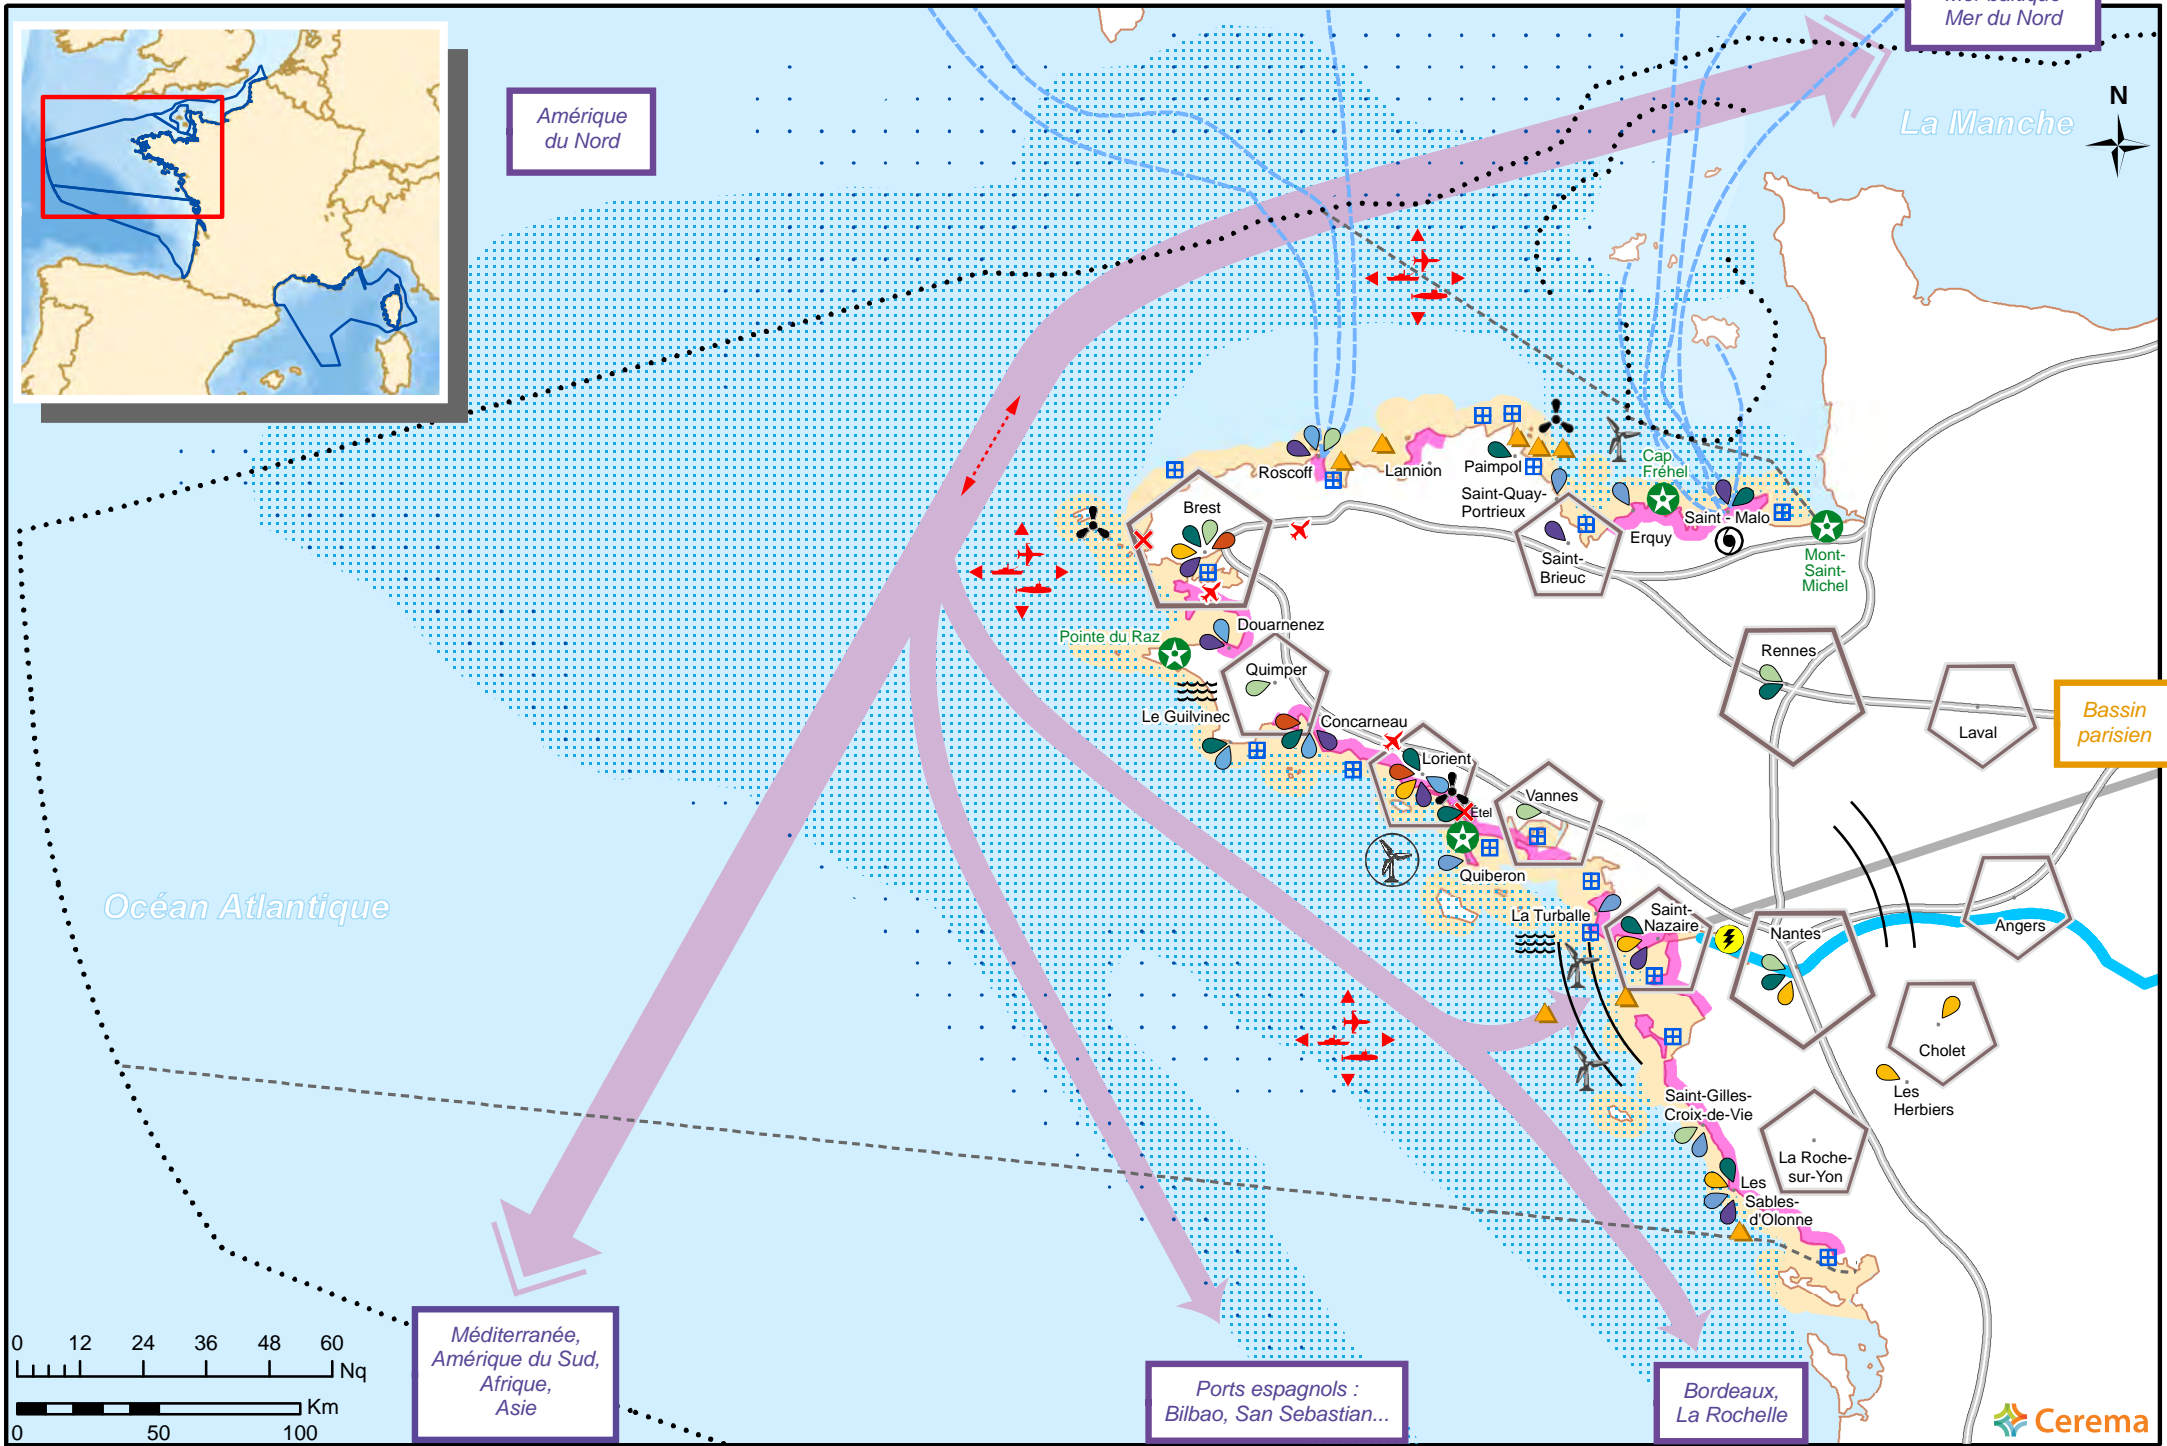 Mer baltique
Mer du Nord
Amérique
du Nord
La Manche
N
Roscoff
Lannion
Paimpol
Saint-Quay-
Portrieux
Cap
Fréhel
Saint - Malo
Erquy
Mont-
Saint-
Michel
Brest
Saint-
Brieuc
Douarnenez
Pointe du Raz
Quimper
Rennes
Laval
Bassin
parisien
Le Guilvinec
Concarneau
Lorient
Étel
Vannes
Quiberon
La Turballe
Saint-
Nazaire
Nantes
Angers
Océan Atlantique
Cholet
Les
Herbiers
Saint-Gilles-
Croix-de-Vie
La Roche-
sur-Yon
Les
Sables-
d'Olonne
0 12 24 36 48 60
Nq
Km
0 50 100
Méditerranée,
Amérique du Sud,
Afrique,
Asie
Ports espagnols :
Bilbao, San Sebastian...
Bordeaux,
La Rochelle
Cerema